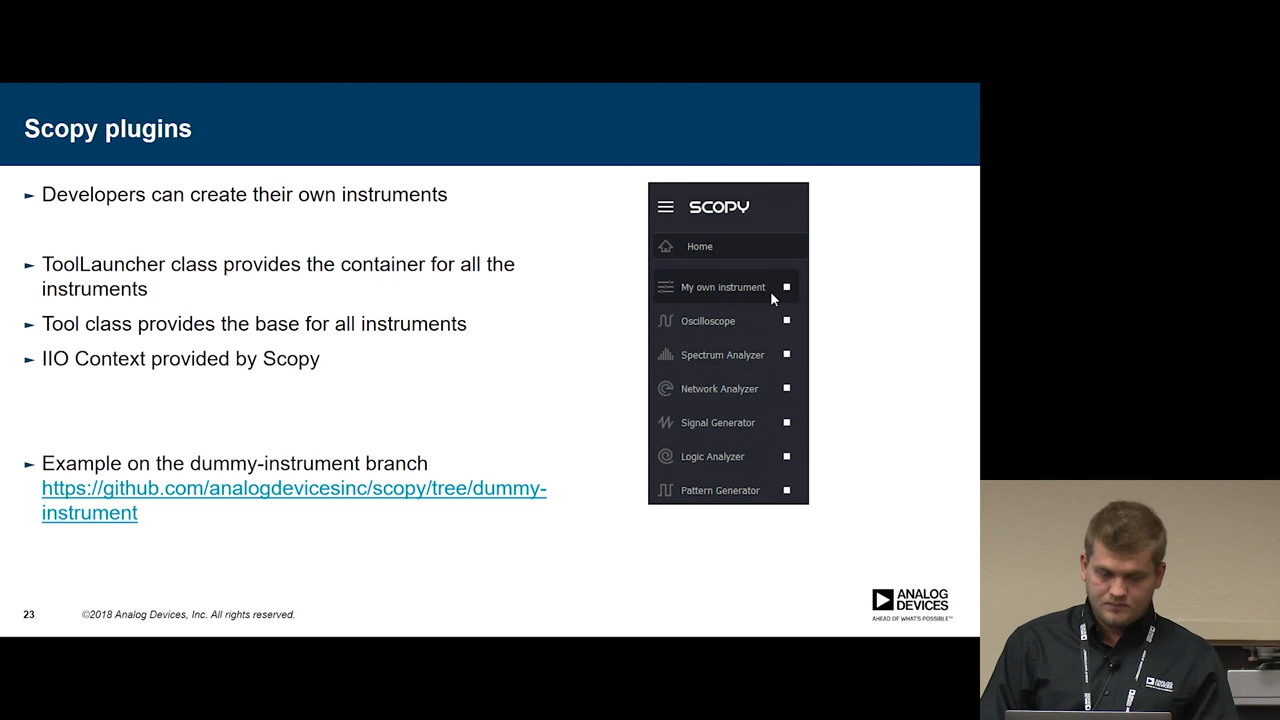 Scopy plugins
► Developers can create their own instruments
► ToolLauncher class provides the container for all the
instruments
► Tool class provides the base for all instruments
► IIO Context provided by Scopy
► Example on the dummy-instrument branch
https://github.com/analogdevicesinc/scopy/tree/dummy-
instrument
SCOPY
Home
My own instrument
Oscilloscope
Spectrum Analyzer
Network Analyzer
Signal Generator
Logic Analyzer
Pattern Generator
23 ©2018 Analog Devices, Inc. All rights reserved.
ANALOG
DEVICES
AHEAD OF WHAT'S POSSIBLE™
ANALOG
DEVICES